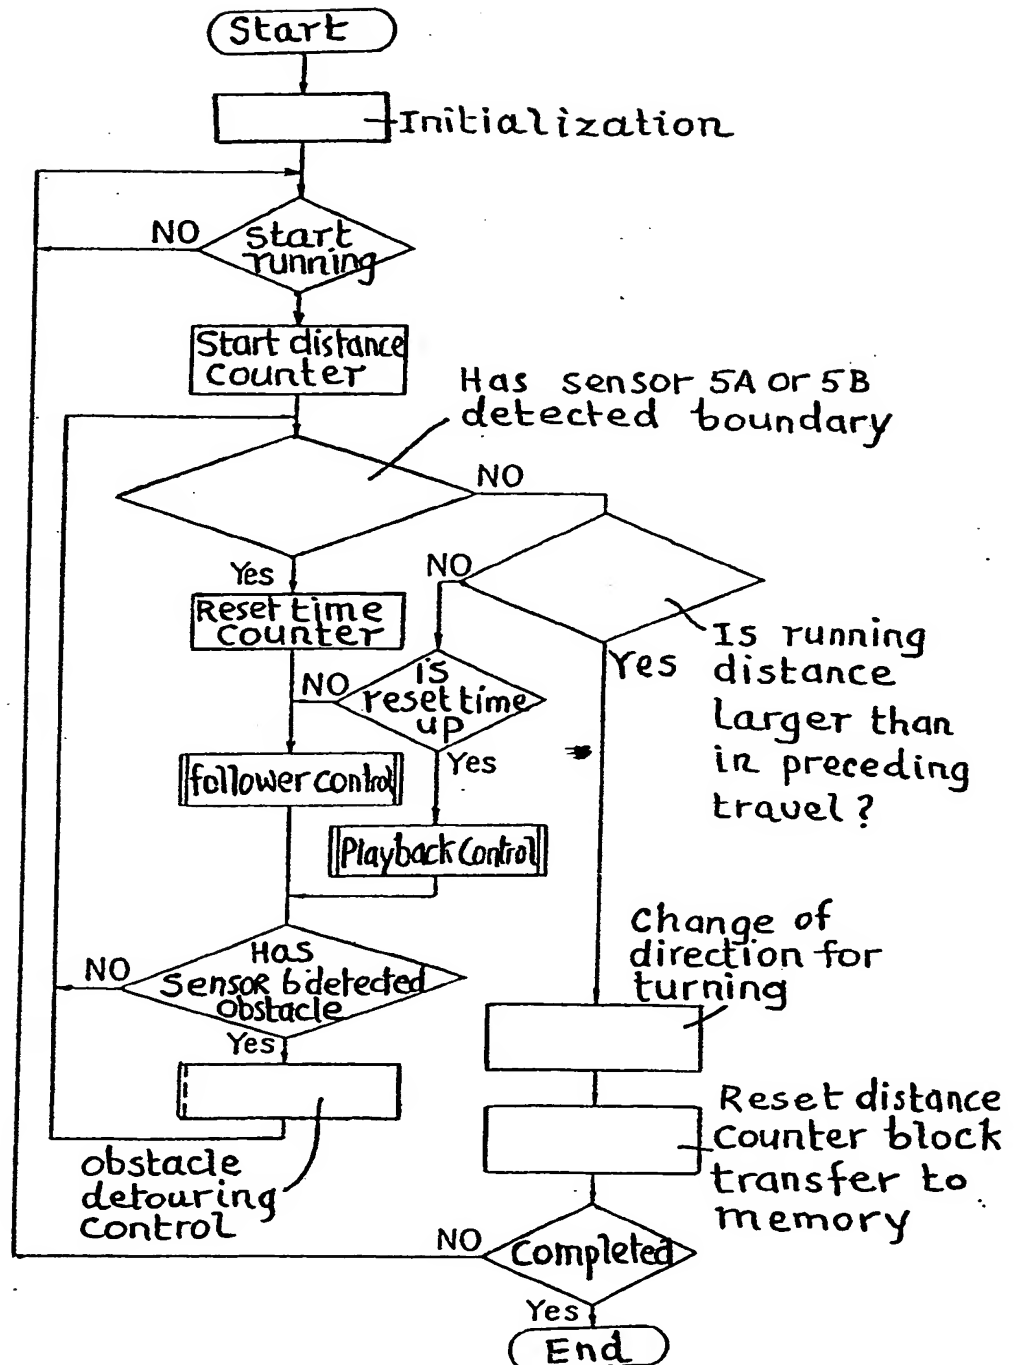 Start
Initialization
NO
Start
running
Start distance
counter
Has sensor 5A or 5B
detected boundary
NO
Yes
NO
Reset time
counter
Is running
distance
larger than
in preceding
travel?
Yes
NO
is
reset time
up
Yes
follower control
Playback Control
Change of
direction for
turning
NO
Has
Sensor 6 detected
obstacle
Yes
Reset distance
counter block
transfer to
memory
obstacle
detouring
control
NO
Completed
Yes
End